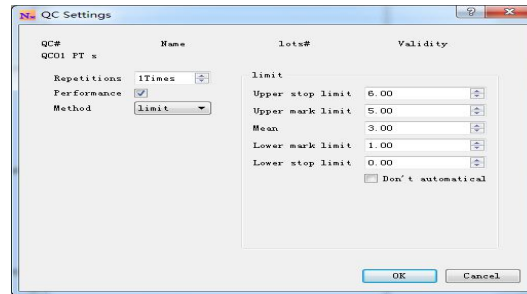 N. QC Settings
QC# Name lots# Validity
QC01 PT s
Repetitions 1Times
Performance
Method limit
limit
Upper stop limit 6.00
Upper mark limit 5.00
Mean 3.00
Lower mark limit 1.00
Lower stop limit 0.00
Don't automatical
OK Cancel